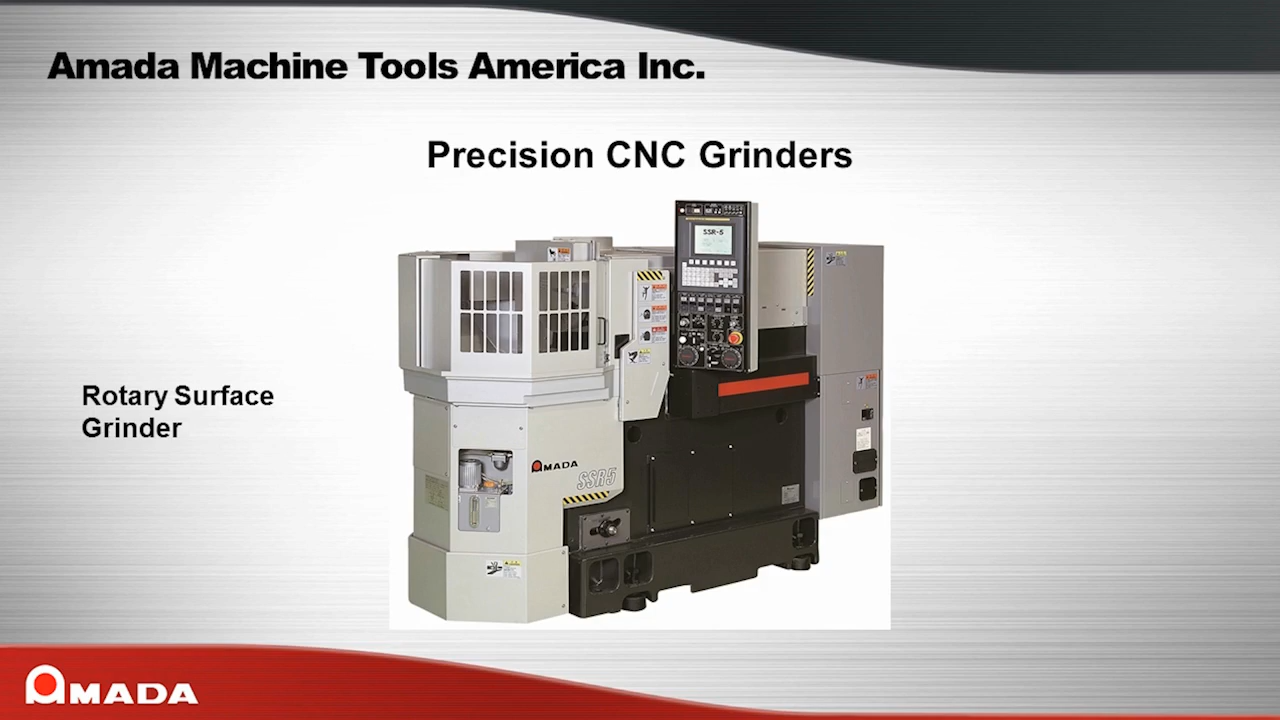 Amada Machine Tools America Inc.
Precision CNC Grinders
SSR-5
Rotary Surface
Grinder
AMADA
SSR5
AMADA